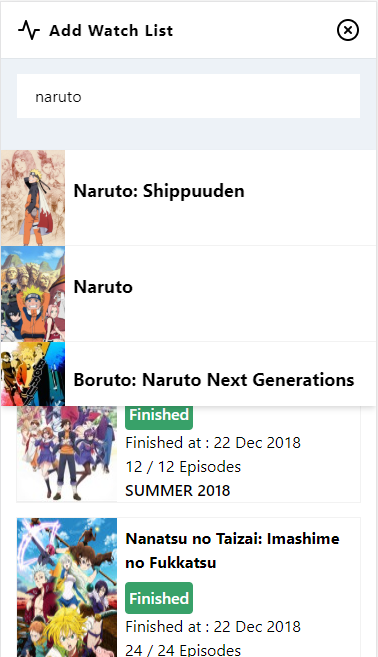 Add Watch List
naruto
Naruto: Shippuuden
Naruto
Boruto: Naruto Next Generations
Finished
Finished at : 22 Dec 2018
12 / 12 Episodes
SUMMER 2018
Nanatsu no Taizai: Imashime
no Fukkatsu
Finished
Finished at : 22 Dec 2018
24 / 24 Episodes